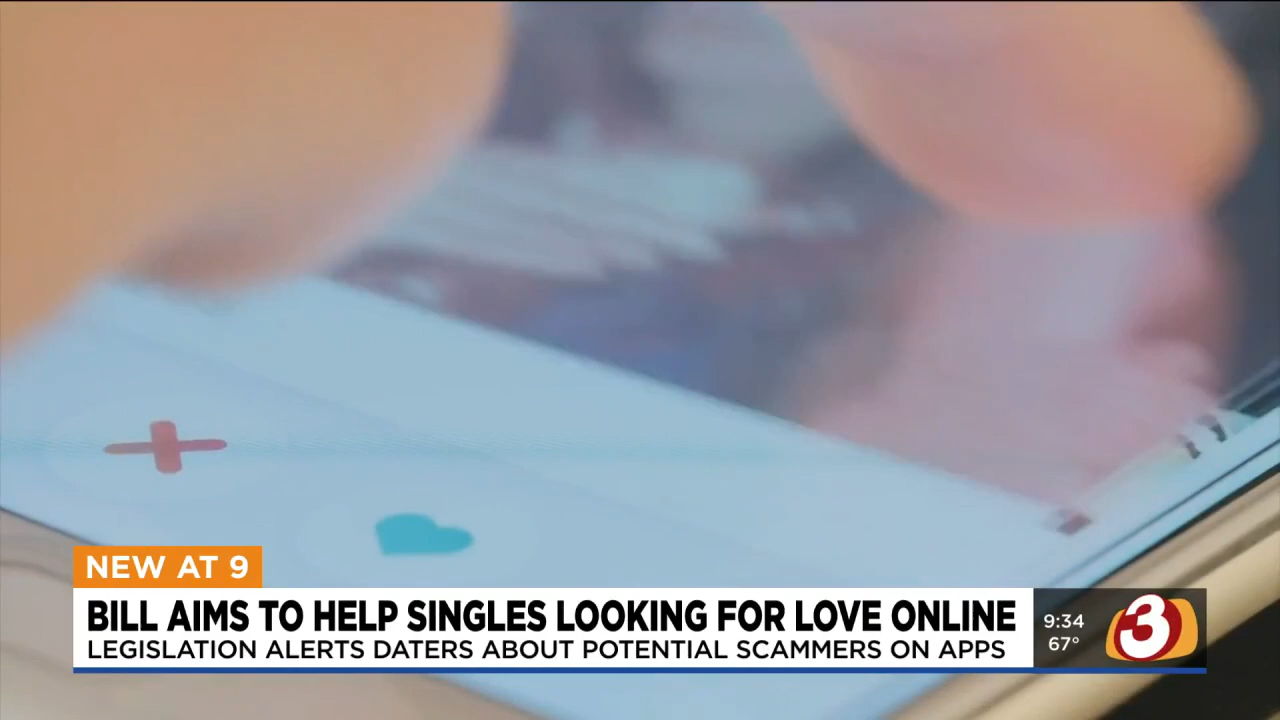 NEW AT 9
BILL AIMS TO HELP SINGLES LOOKING FOR LOVE ONLINE
LEGISLATION ALERTS DATERS ABOUT POTENTIAL SCAMMERS ON APPS
9:34
67°
3